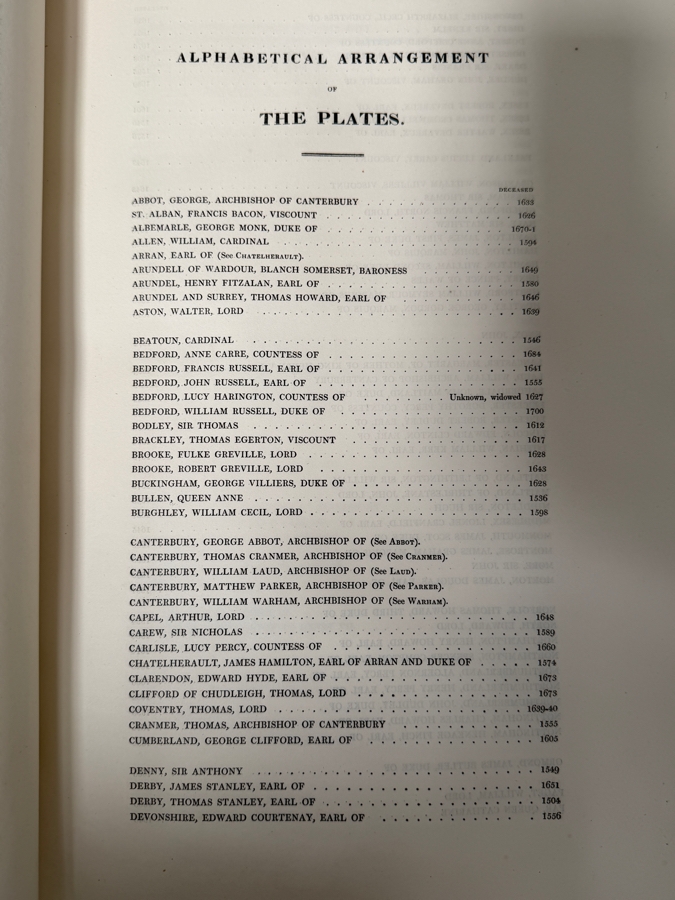 ALPHABETICAL ARRANGEMENT
OF
THE PLATES.
DECEASED
ABBOT, GEORGE, ARCHBISHOP OF CANTERBURY . . . . . . . . . . 1633
ST. ALBAN, FRANCIS BACON, VISCOUNT . . . . . . . . . . . . . 1626
ALBEMARLE, GEORGE MONK, DUKE OF . . . . . . . . . . . . 1670-1
ALLEN, WILLIAM, CARDINAL . . . . . . . . . . . . . . . 1594
ARRAN, EARL OF (See CHATELHERAULT).
ARUNDELL OF WARDOUR, BLANCH SOMERSET, BARONESS . . . . . . 1649
ARUNDEL, HENRY FITZALAN, EARL OF . . . . . . . . . . . . . 1580
ARUNDEL AND SURREY, THOMAS HOWARD, EARL OF . . . . . . . . 1646
ASTON, WALTER, LORD . . . . . . . . . . . . . . . . . 1639
BEATOUN, CARDINAL . . . . . . . . . . . . . . . . . 1546
BEDFORD, ANNE CARRE, COUNTESS OF . . . . . . . . . . . . . 1684
BEDFORD, FRANCIS RUSSELL, EARL OF . . . . . . . . . . . . . 1641
BEDFORD, JOHN RUSSELL, EARL OF . . . . . . . . . . . . . 1555
BEDFORD, LUCY HARINGTON, COUNTESS OF . . . . . . Unknown, widowed 1627
BEDFORD, WILLIAM RUSSELL, DUKE OF . . . . . . . . . . . . 1700
BODLEY, SIR THOMAS . . . . . . . . . . . . . . . . . 1612
BRACKLEY, THOMAS EGERTON, VISCOUNT . . . . . . . . . . . . 1617
BROOKE, FULKE GREVILLE, LORD . . . . . . . . . . . . . . 1628
BROOKE, ROBERT GREVILLE, LORD . . . . . . . . . . . . . 1643
BUCKINGHAM, GEORGE VILLIERS, DUKE OF . . . . . . . . . . . . 1628
BULLEN, QUEEN ANNE . . . . . . . . . . . . . . . . . 1536
BURGHLEY, WILLIAM CECIL, LORD . . . . . . . . . . . . . . 1598
CANTERBURY, GEORGE ABBOT, ARCHBISHOP OF (See ABBOT).
CANTERBURY, THOMAS CRANMER, ARCHBISHOP OF (See CRANMER).
CANTERBURY, WILLIAM LAUD, ARCHBISHOP OF (See LAUD).
CANTERBURY, MATTHEW PARKER, ARCHBISHOP OF (See PARKER).
CANTERBURY, WILLIAM WARHAM, ARCHBISHOP OF (See WARHAM).
CAPEL, ARTHUR, LORD . . . . . . . . . . . . . . . . . 1648
CAREW, SIR NICHOLAS . . . . . . . . . . . . . . . . . 1539
CARLISLE, LUCY PERCY, COUNTESS OF . . . . . . . . . . . . . 1660
CHATELHERAULT, JAMES HAMILTON, EARL OF ARRAN AND DUKE OF . . . . . 1574
CLARENDON, EDWARD HYDE, EARL OF . . . . . . . . . . . . . 1673
CLIFFORD OF CHUDLEIGH, THOMAS, LORD . . . . . . . . . . . . 1673
COVENTRY, THOMAS, LORD . . . . . . . . . . . . . . . 1639-40
CRANMER, THOMAS, ARCHBISHOP OF CANTERBURY . . . . . . . . . 1555
CUMBERLAND, GEORGE CLIFFORD, EARL OF . . . . . . . . . . . 1605
DENNY, SIR ANTHONY . . . . . . . . . . . . . . . . . 1549
DERBY, JAMES STANLEY, EARL OF . . . . . . . . . . . . . . 1651
DERBY, THOMAS STANLEY, EARL OF . . . . . . . . . . . . . . 1504
DEVONSHIRE, EDWARD COURTENAY, EARL OF . . . . . . . . . . 1556